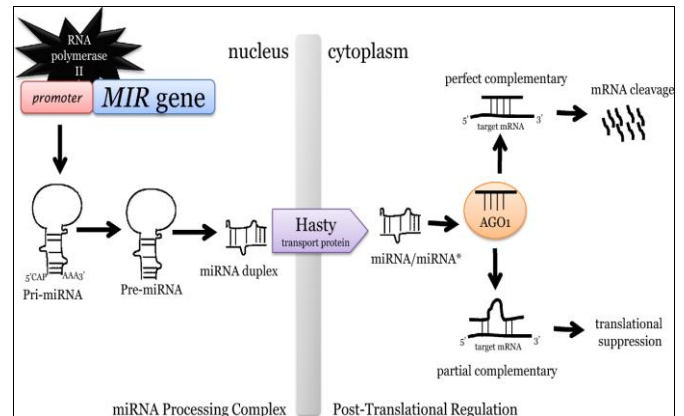 RNA
polymerase
II
promoter
MIR gene
nucleus
cytoplasm
perfect complementary
5' 3'
target mRNA
mRNA cleavage
5'CAP AAA3'
Pri-miRNA
Pre-miRNA
miRNA duplex
Hasty
transport protein
miRNA/miRNA*
AGO1
5' 3'
target mRNA
partial complementary
translational
suppression
miRNA Processing Complex
Post-Translational Regulation